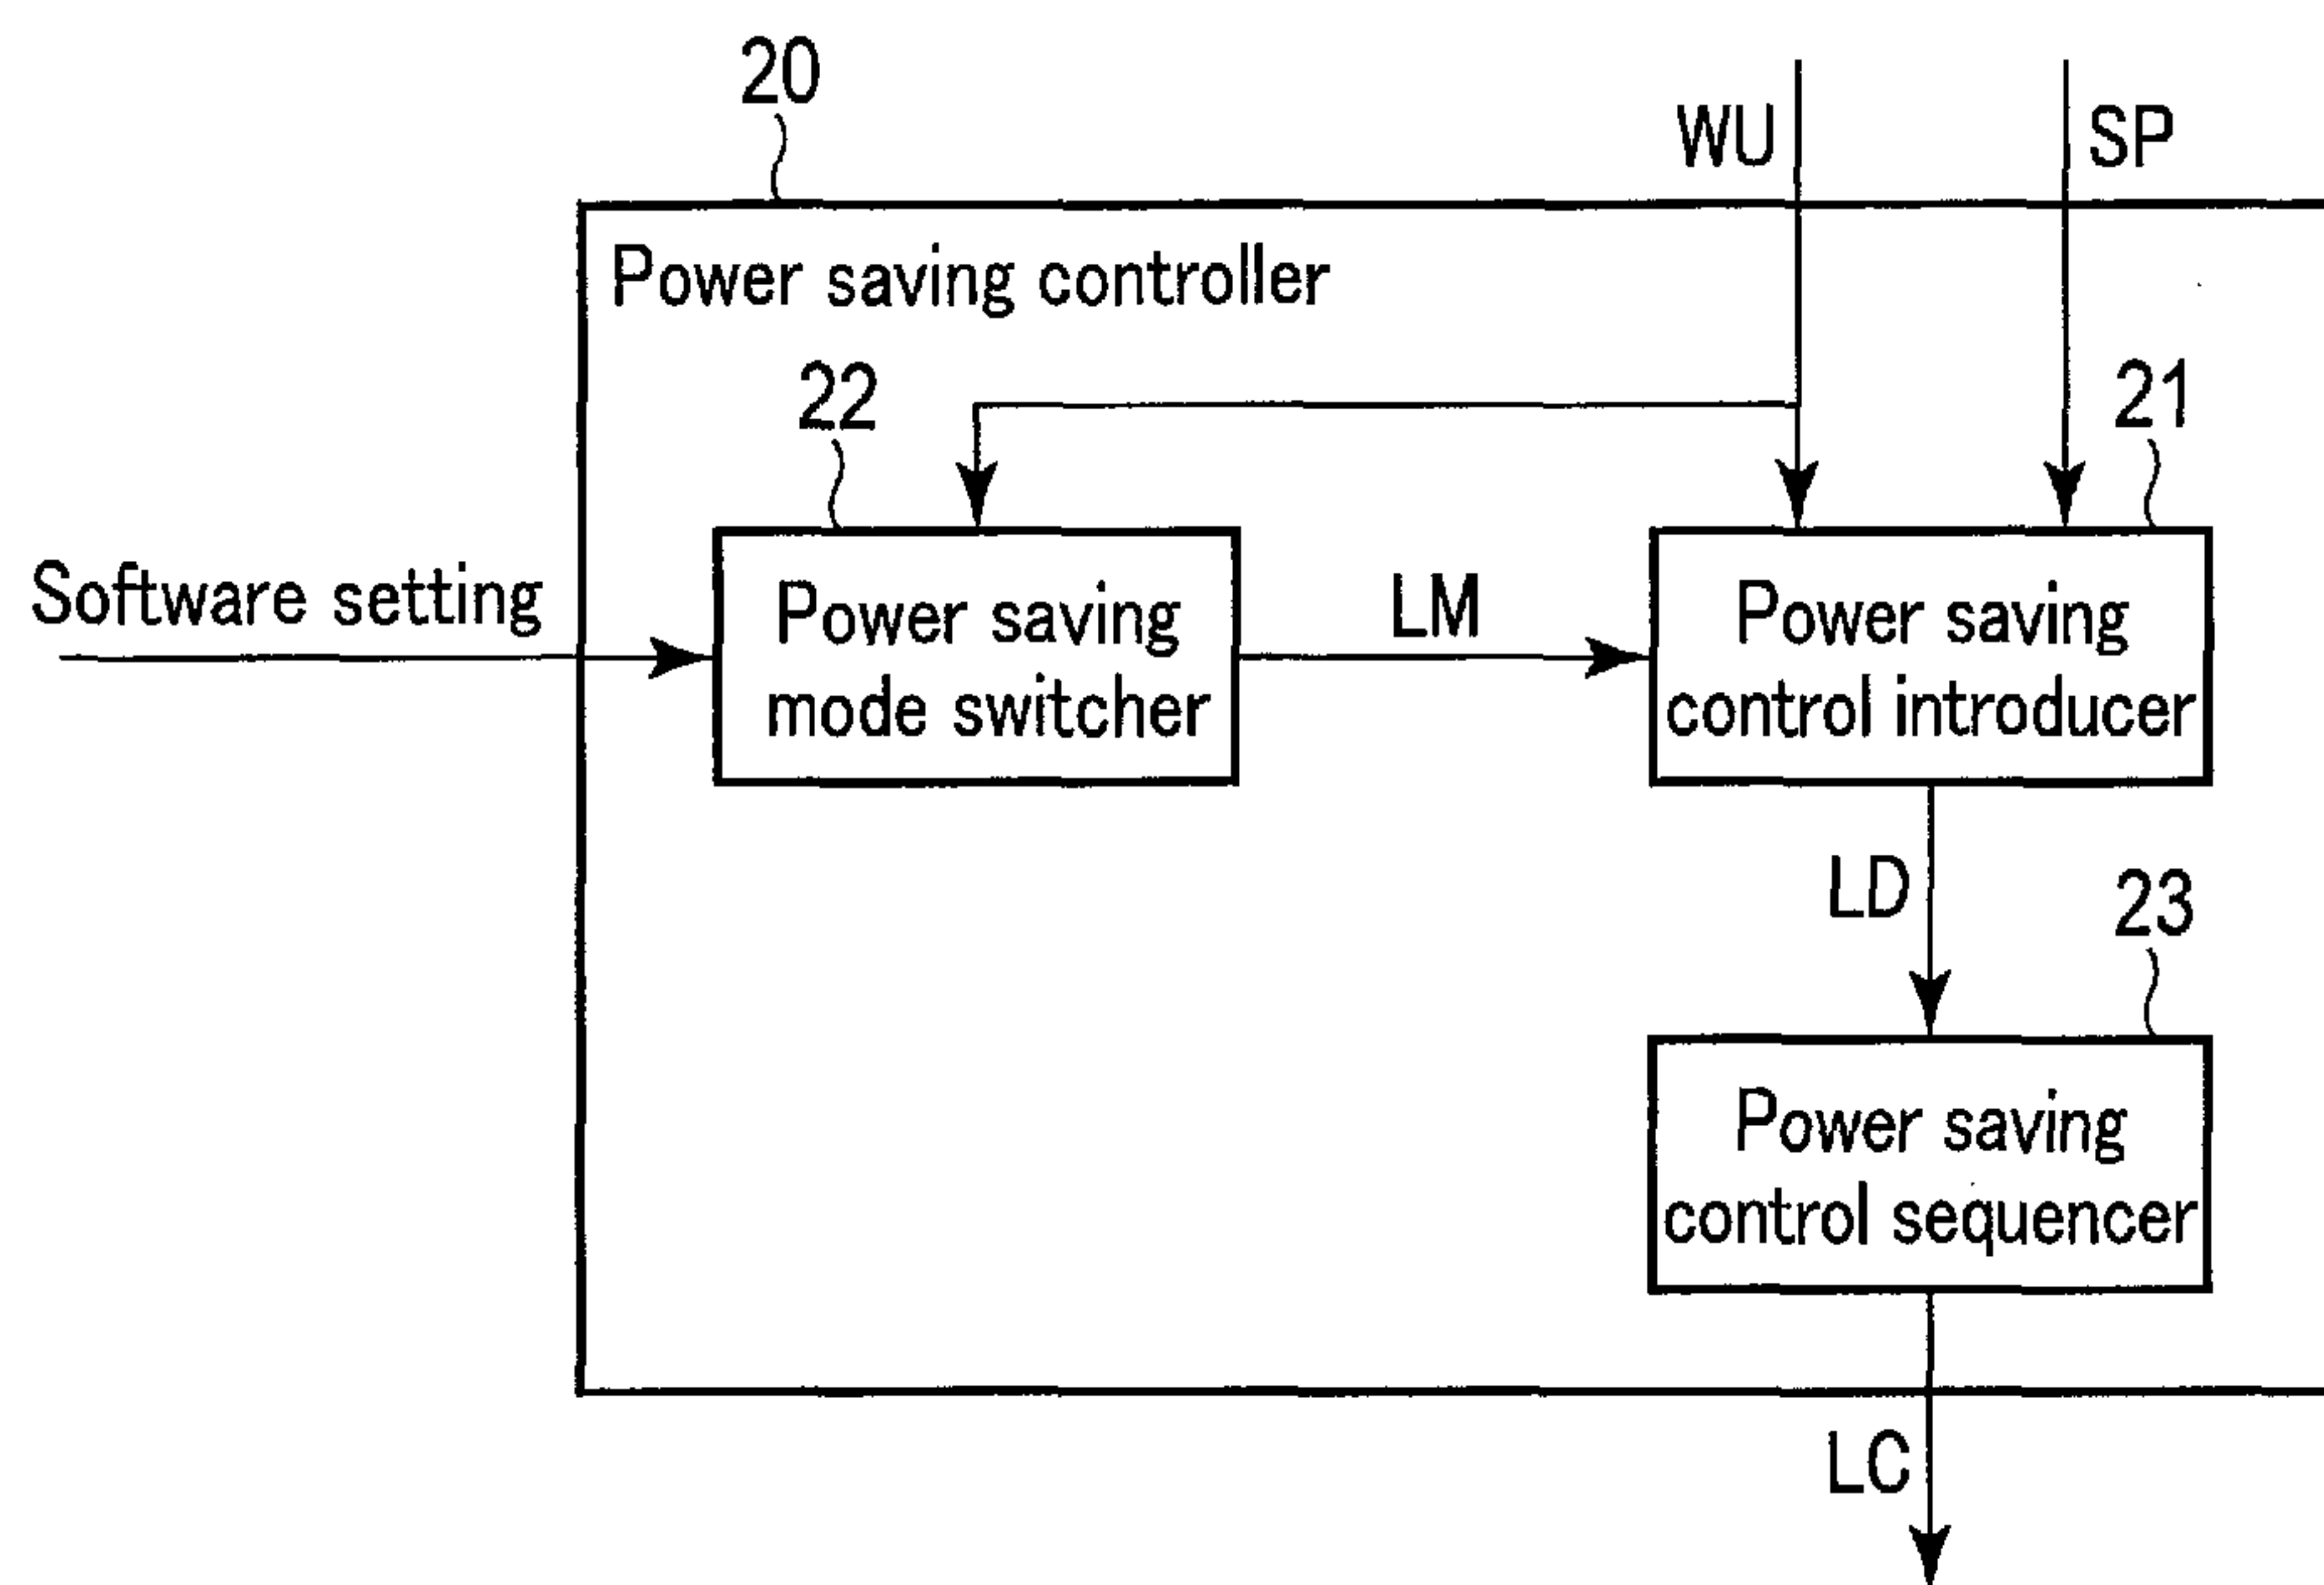 20
WU
SP
Power saving controller
22
21
Software setting
Power saving
mode switcher
LM
Power saving
control introducer
LD
23
Power saving
control sequencer
LC